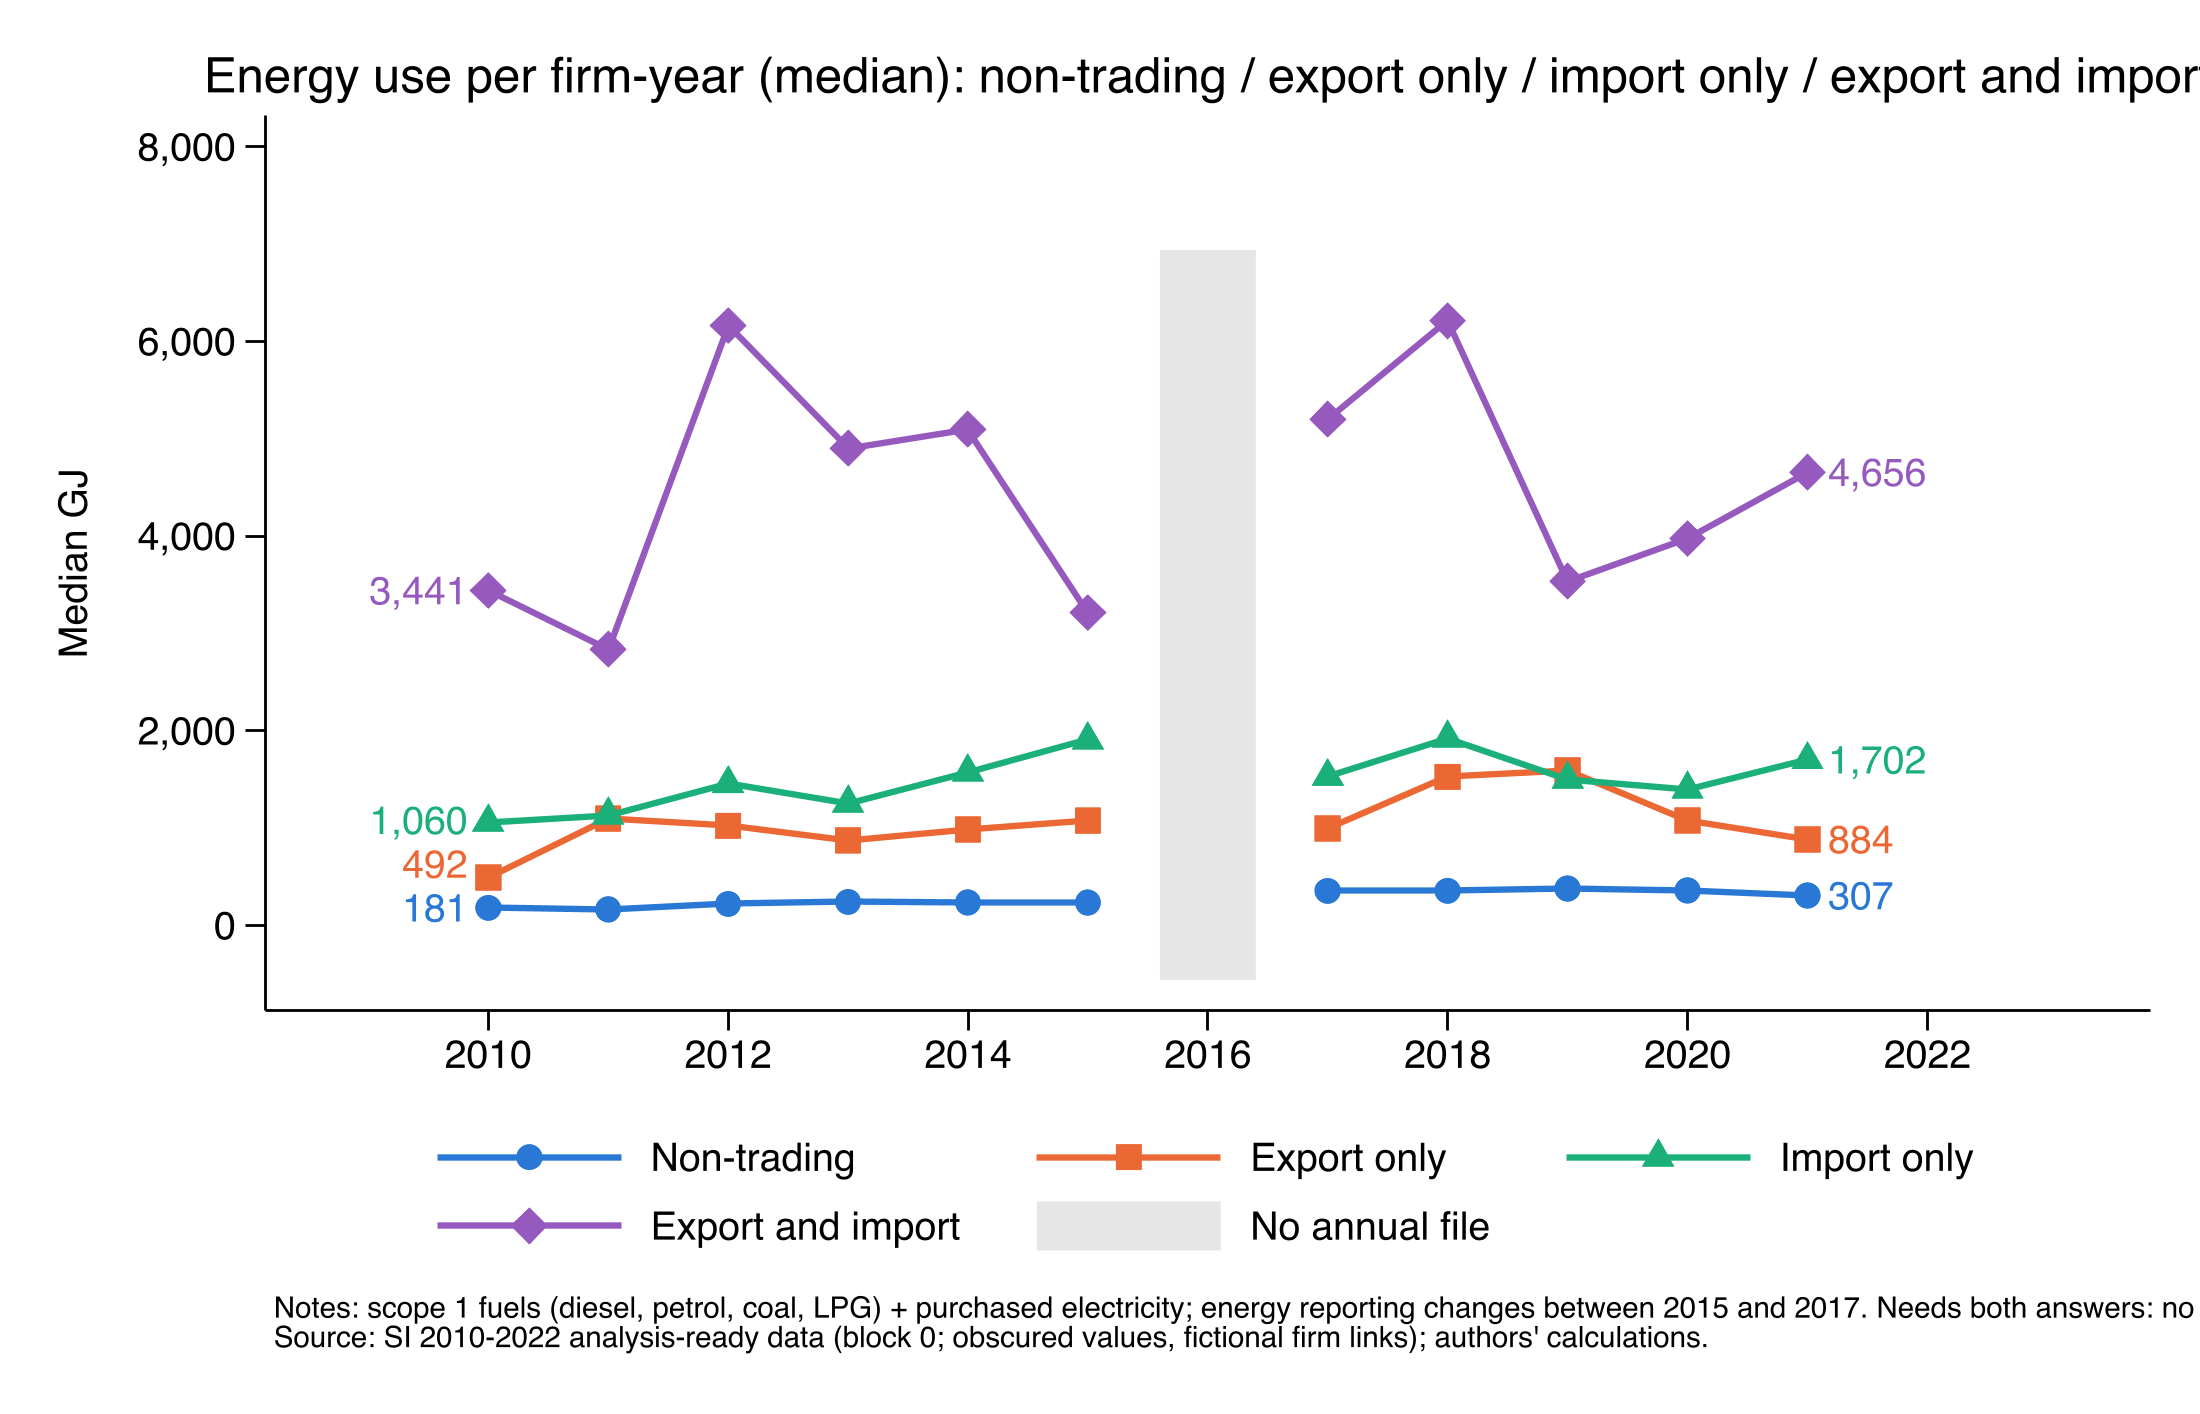 Energy use per firm-year (median): non-trading / export only / import only / export and impor
8,000
6,000
4,000
2,000
0
Median GJ
3,441
1,060
492
181
4,656
1,702
884
307
2010 2012 2014 2016 2018 2020 2022
Non-trading Export only Import only
Export and import No annual file
Notes: scope 1 fuels (diesel, petrol, coal, LPG) + purchased electricity; energy reporting changes between 2015 and 2017. Needs both answers: no
Source: SI 2010-2022 analysis-ready data (block 0; obscured values, fictional firm links); authors' calculations.